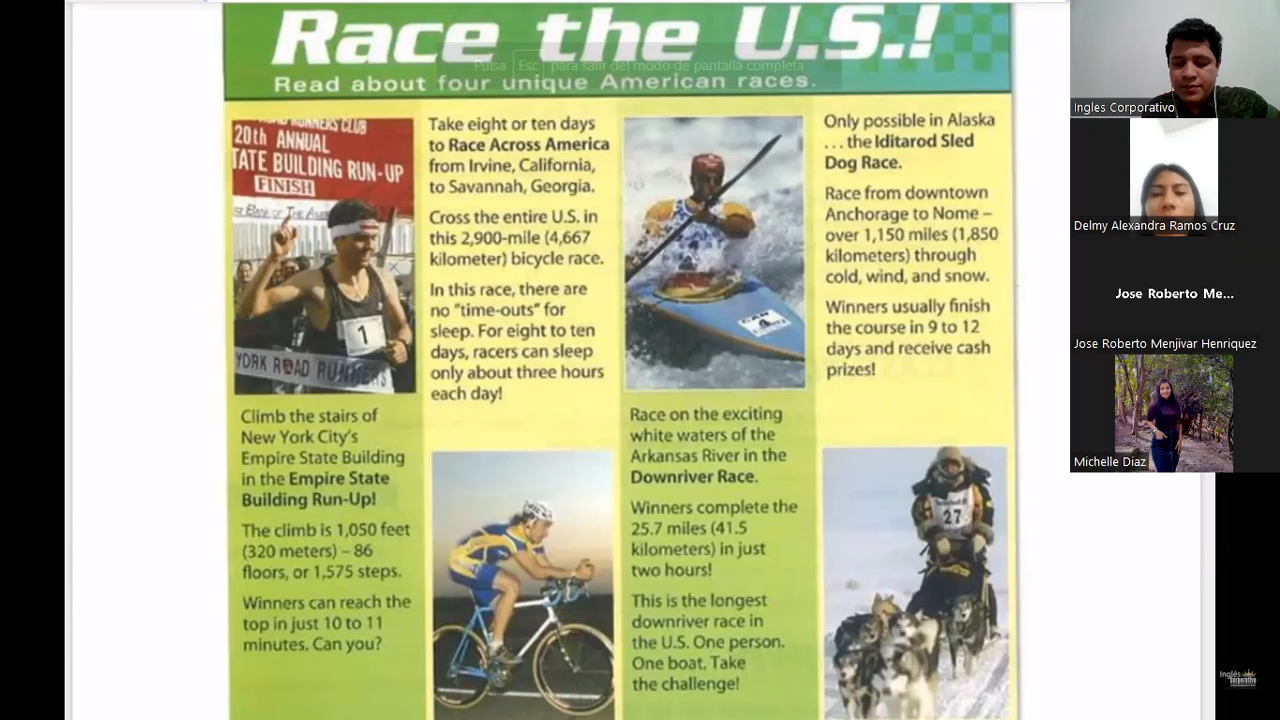 Race the U.S.!
Pulsa Esc para salir del modo de pantalla completa
Read about four unique American races.
20th ANNUAL
TATE BUILDING RUN-UP
FINISH
1
YORK ROAD RUNNERS
Climb the stairs of
New York City's
Empire State Building
in the Empire State
Building Run-Up!
The climb is 1,050 feet
(320 meters) – 86
floors, or 1,575 steps.
Winners can reach the
top in just 10 to 11
minutes. Can you?
Take eight or ten days
to Race Across America
from Irvine, California,
to Savannah, Georgia.
Cross the entire U.S. in
this 2,900-mile (4,667
kilometer) bicycle race.
In this race, there are
no "time-outs" for
sleep. For eight to ten
days, racers can sleep
only about three hours
each day!
Race on the exciting
white waters of the
Arkansas River in the
Downriver Race.
Winners complete the
25.7 miles (41.5
kilometers) in just
two hours!
This is the longest
downriver race in
the U.S. One person.
One boat. Take
the challenge!
Only possible in Alaska
. . . the Iditarod Sled
Dog Race.
Race from downtown
Anchorage to Nome –
over 1,150 miles (1,850
kilometers) through
cold, wind, and snow.
Winners usually finish
the course in 9 to 12
days and receive cash
prizes!
27
Ingles Corporativo
Delmy Alexandra Ramos Cruz
Jose Roberto Me...
Jose Roberto Menjivar Henriquez
Michelle Diaz
Inglés
Corporativo